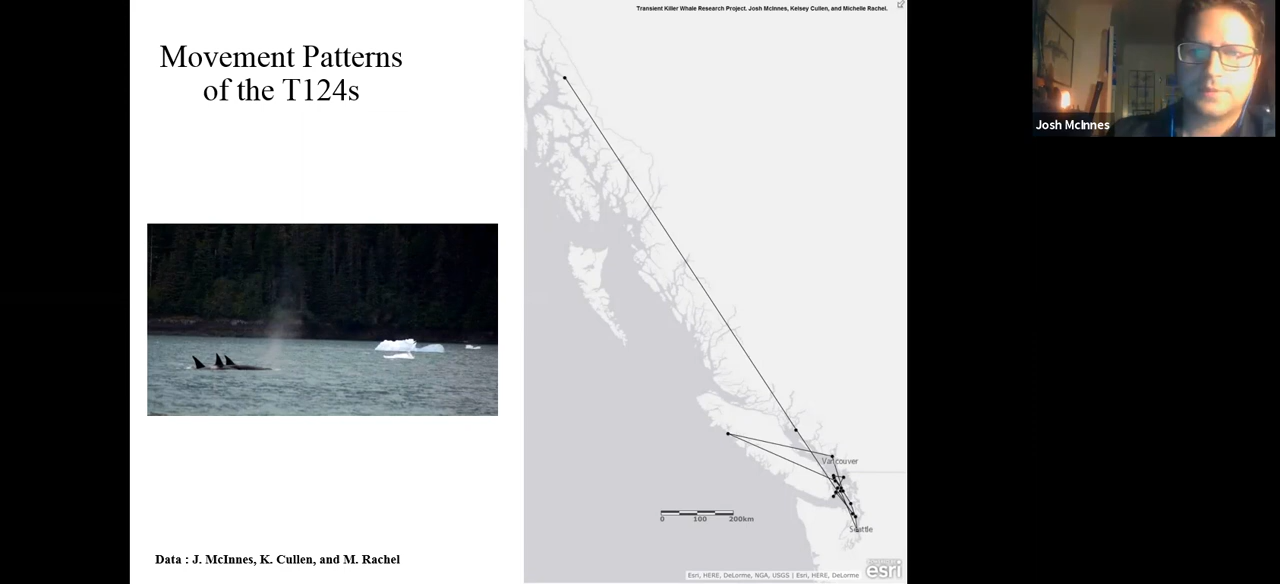 Movement Patterns
of the T124s
Data : J. McInnes, K. Cullen, and M. Rachel
Transient Killer Whale Research Project. Josh McInnes, Kelsey Cullen, and Michelle Rachel.
Vancouver
0 100 200km
Seattle
Esri, HERE, DeLorme, NGA, USGS | Esri, HERE, DeLorme
esri
Josh McInnes